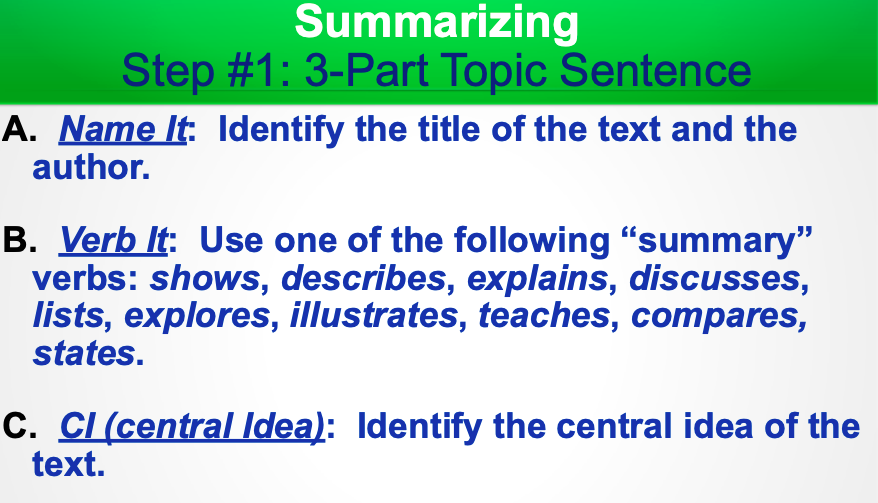 Summarizing
Step #1: 3-Part Topic Sentence
A. Name It: Identify the title of the text and the
author.
B. Verb It: Use one of the following “summary”
verbs: shows, describes, explains, discusses,
lists, explores, illustrates, teaches, compares,
states.
C. CI (central Idea): Identify the central idea of the
text.